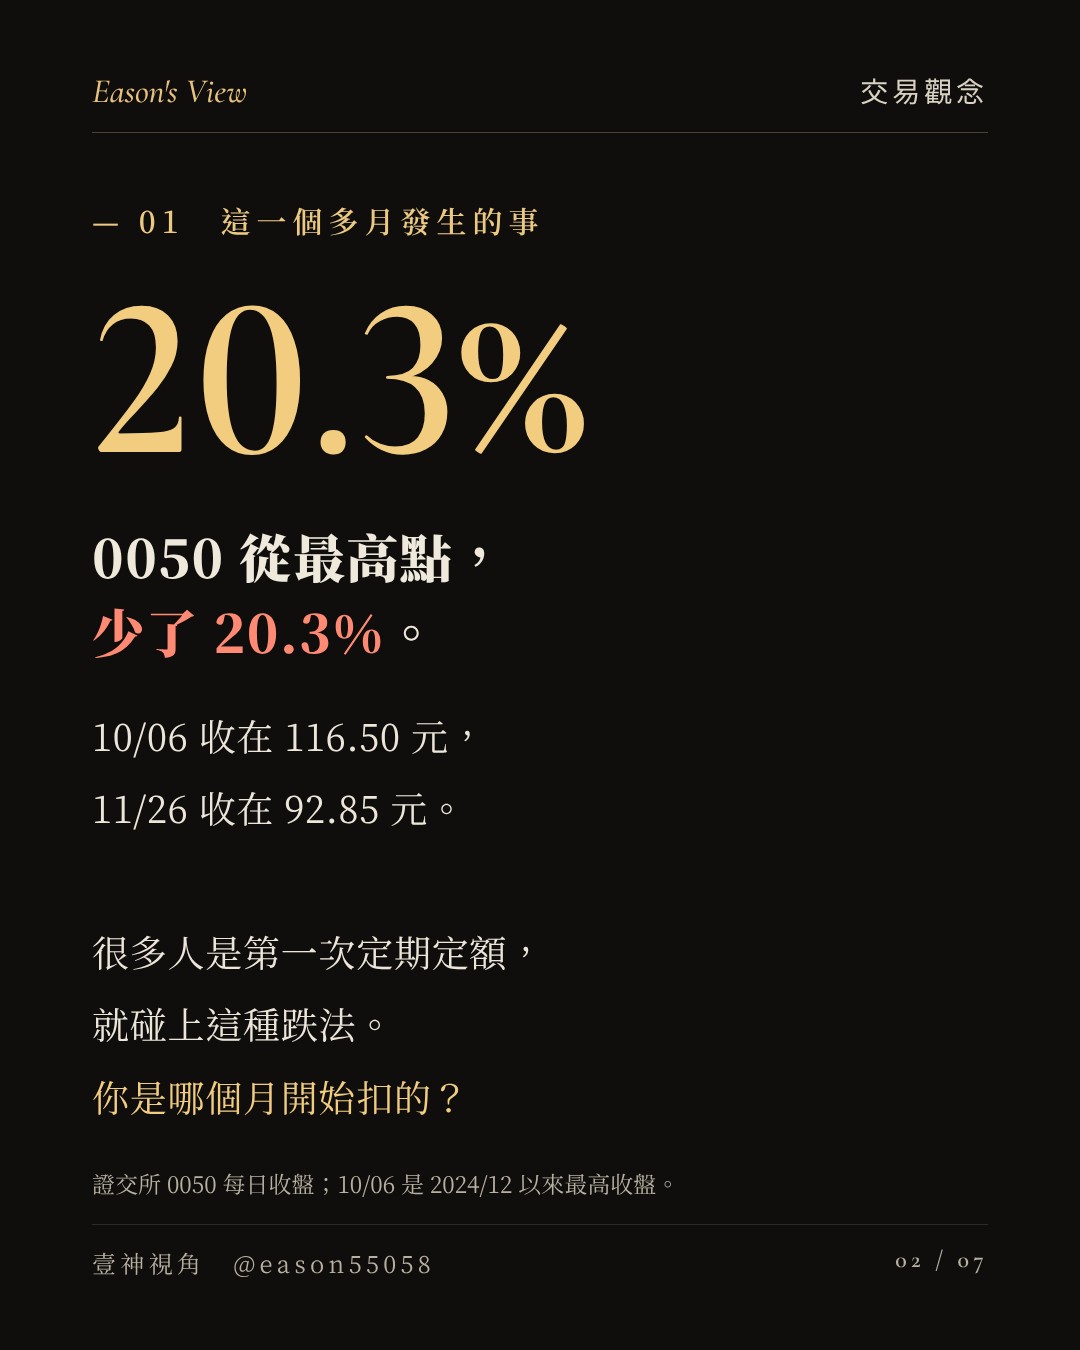 Eason's View
交易觀念
— 01 這一個多月發生的事
20.3%
0050 從最高點，
少了 20.3%。
10/06 收在 116.50 元，
11/26 收在 92.85 元。
很多人是第一次定期定額，
就碰上這種跌法。
你是哪個月開始扣的？
證交所 0050 每日收盤；10/06 是 2024/12 以來最高收盤。
壹神視角 @eason55058
02 / 07